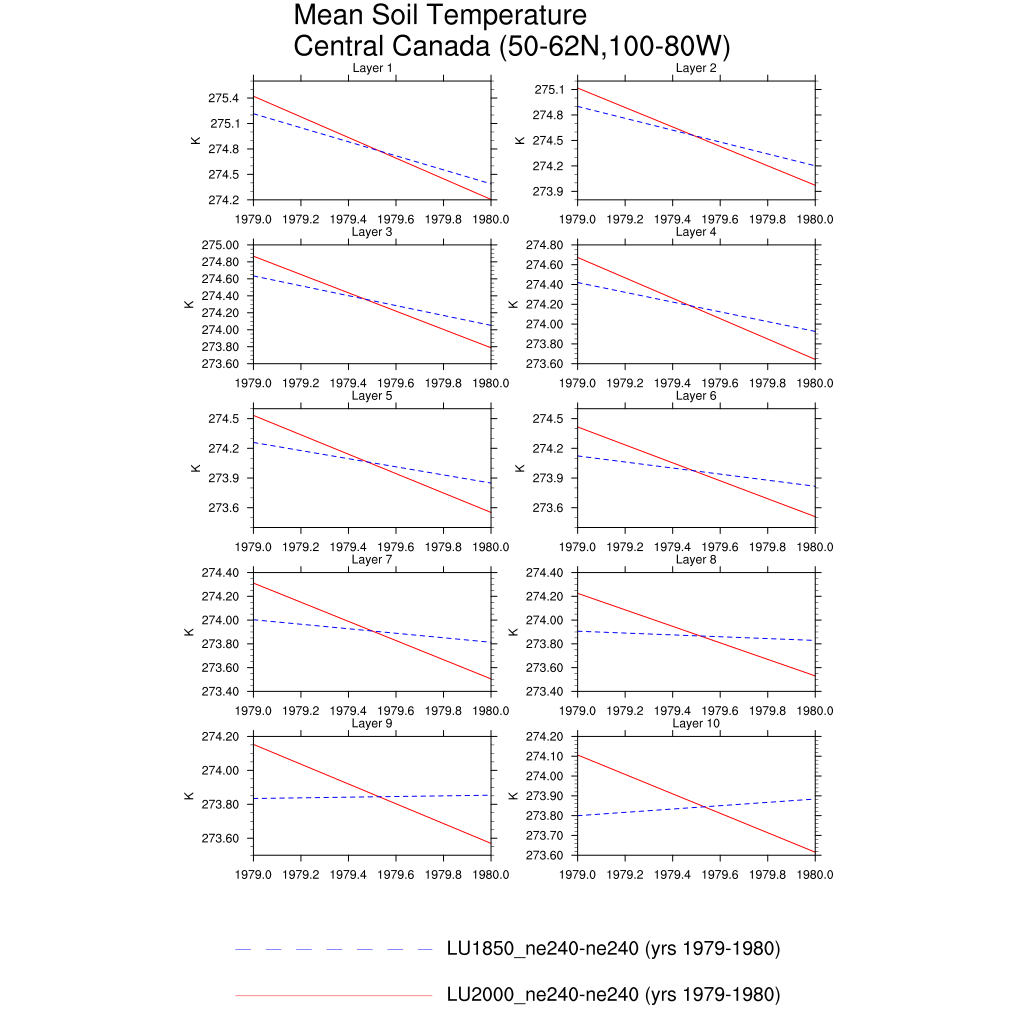 Mean Soil Temperature
Central Canada (50-62N,100-80W)
Layer 1
275.4
275.1
274.8
274.5
274.2
K
1979.0 1979.2 1979.4 1979.6 1979.8 1980.0
Layer 2
275.1
274.8
274.5
274.2
273.9
K
1979.0 1979.2 1979.4 1979.6 1979.8 1980.0
Layer 3
275.00
274.80
274.60
274.40
274.20
274.00
273.80
273.60
K
1979.0 1979.2 1979.4 1979.6 1979.8 1980.0
Layer 4
274.80
274.60
274.40
274.20
274.00
273.80
273.60
K
1979.0 1979.2 1979.4 1979.6 1979.8 1980.0
Layer 5
274.5
274.2
273.9
273.6
K
1979.0 1979.2 1979.4 1979.6 1979.8 1980.0
Layer 6
274.5
274.2
273.9
273.6
K
1979.0 1979.2 1979.4 1979.6 1979.8 1980.0
Layer 7
274.40
274.20
274.00
273.80
273.60
273.40
K
1979.0 1979.2 1979.4 1979.6 1979.8 1980.0
Layer 8
274.40
274.20
274.00
273.80
273.60
273.40
K
1979.0 1979.2 1979.4 1979.6 1979.8 1980.0
Layer 9
274.20
274.00
273.80
273.60
K
1979.0 1979.2 1979.4 1979.6 1979.8 1980.0
Layer 10
274.20
274.10
274.00
273.90
273.80
273.70
273.60
K
1979.0 1979.2 1979.4 1979.6 1979.8 1980.0
LU1850_ne240-ne240 (yrs 1979-1980)
LU2000_ne240-ne240 (yrs 1979-1980)